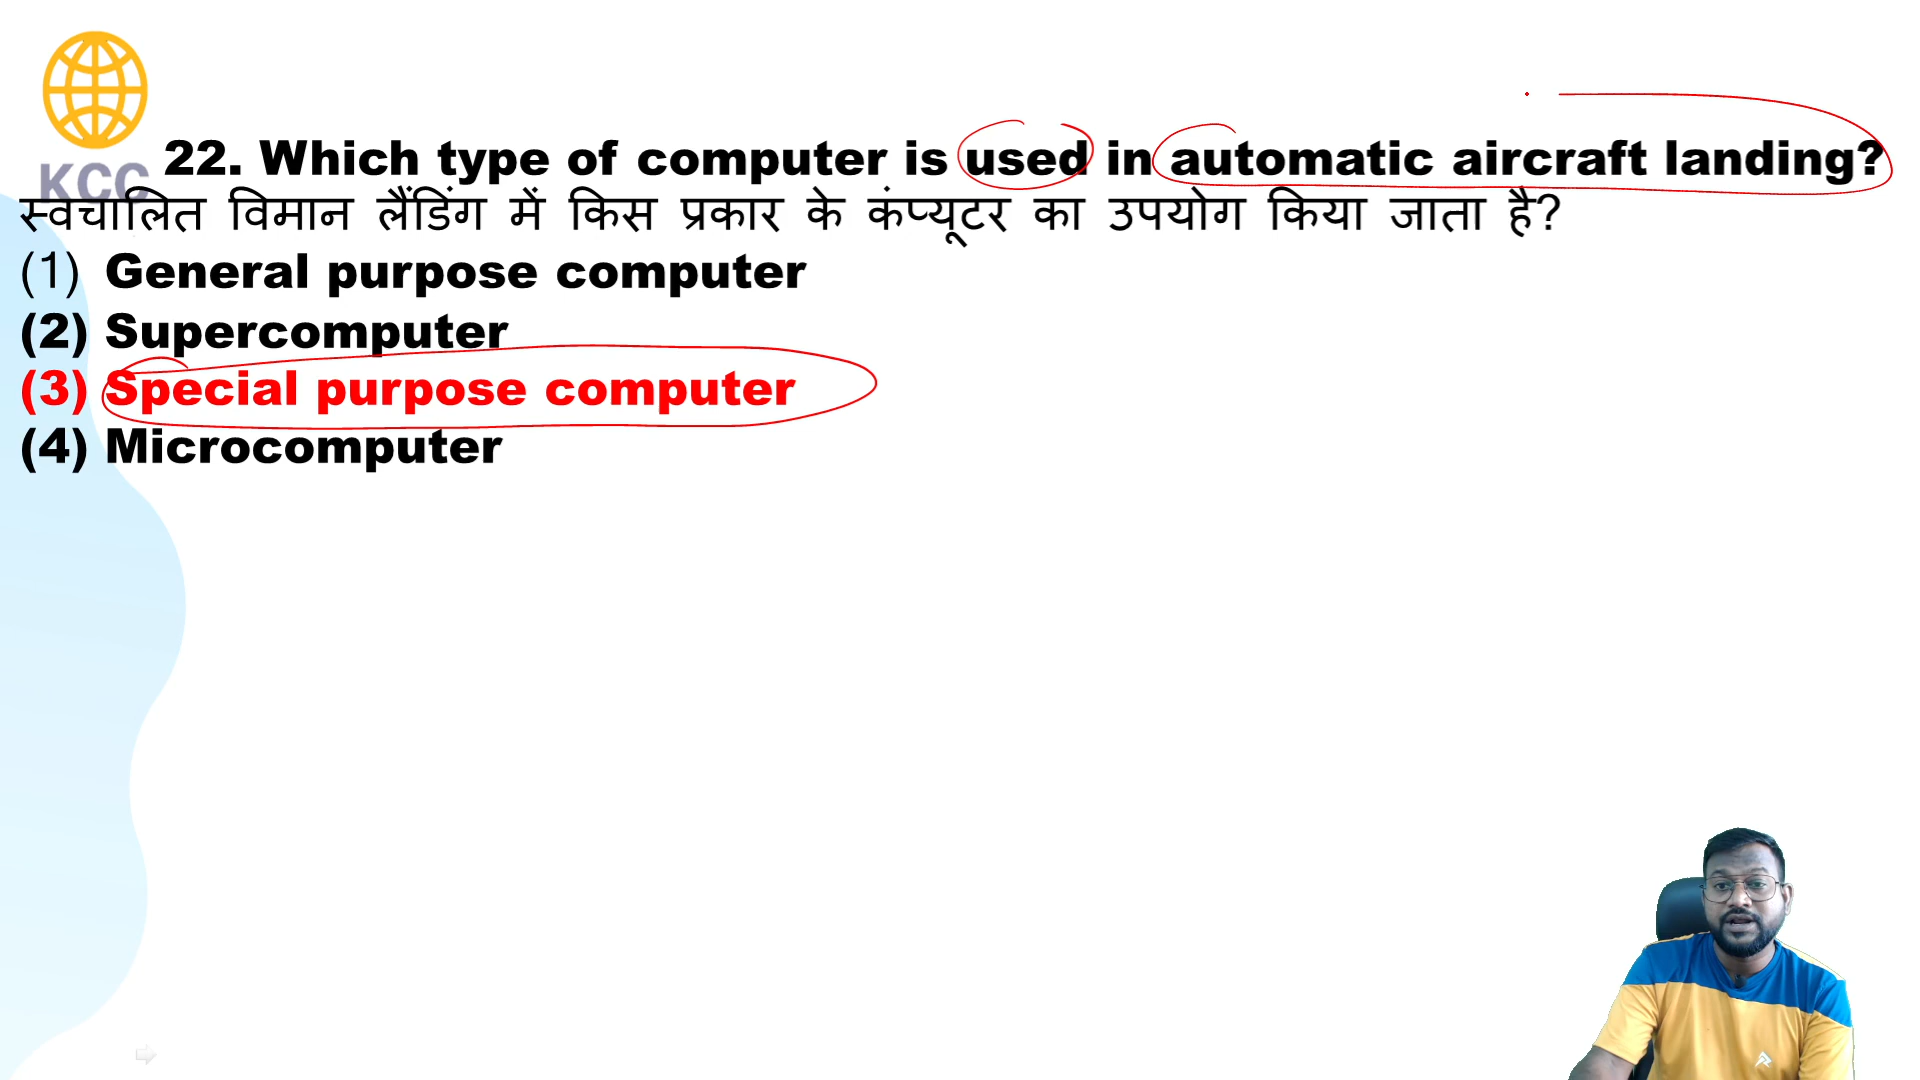 KCC
22. Which type of computer is used in automatic aircraft landing?
स्वचालित विमान लैंडिंग में किस प्रकार के कंप्यूटर का उपयोग किया जाता है?
(1) General purpose computer
(2) Supercomputer
(3) Special purpose computer
(4) Microcomputer